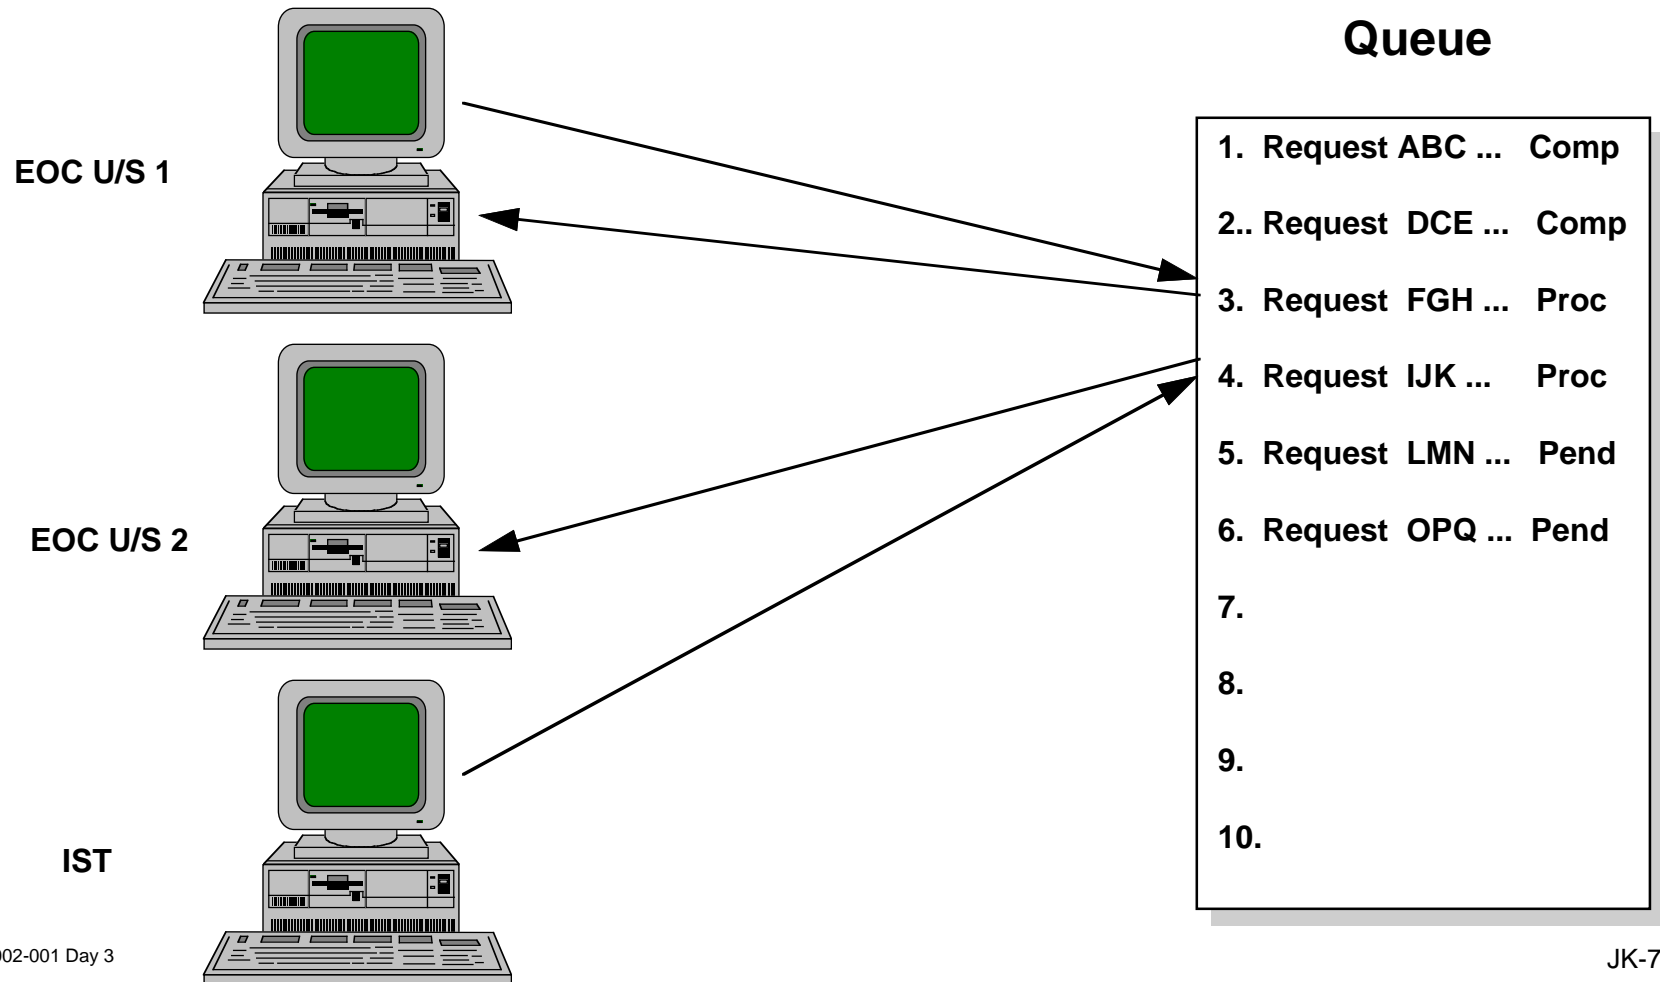 Queue
EOC U/S 1
EOC U/S 2
IST
1. Request ABC ... Comp
2.. Request DCE ... Comp
3. Request FGH ... Proc
4. Request IJK ... Proc
5. Request LMN ... Pend
6. Request OPQ ... Pend
7.
8.
9.
10.
02-001 Day 3
JK-7